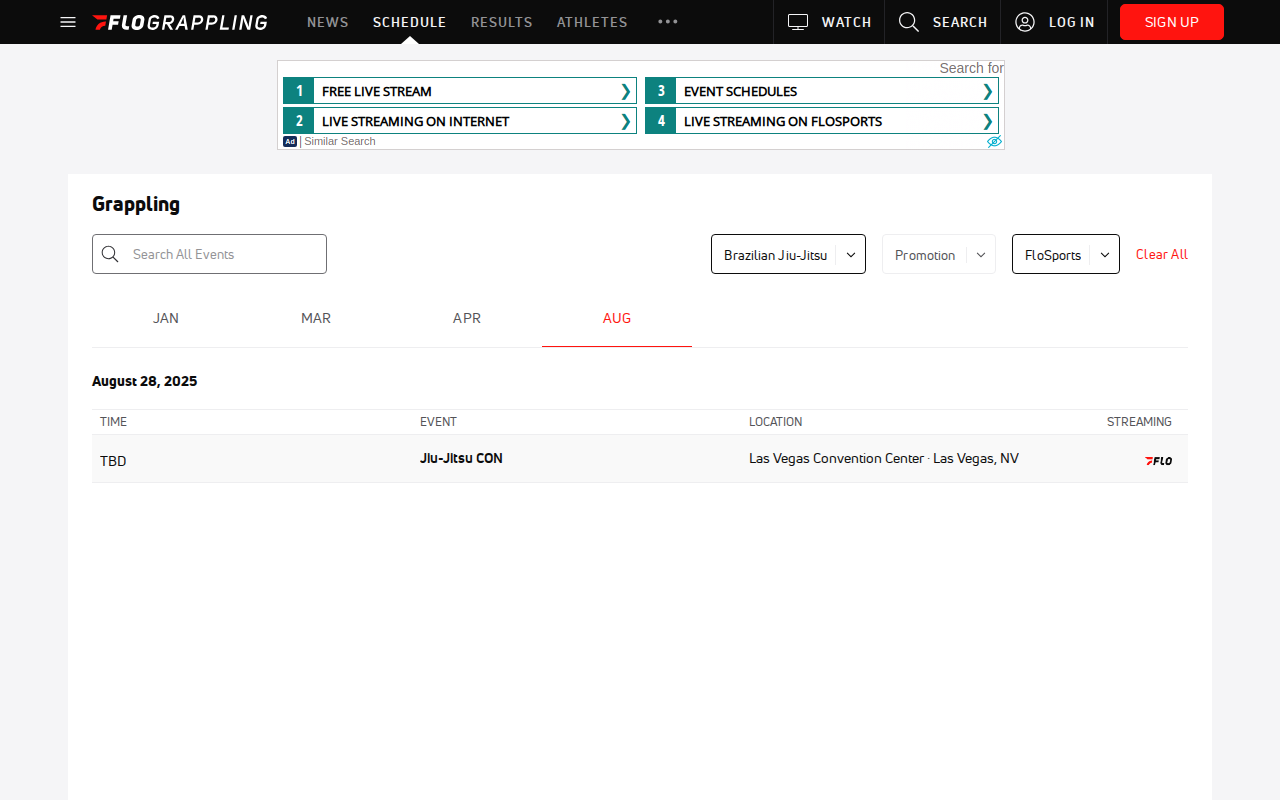 FLOGRAPPLING NEWS SCHEDULE RESULTS ATHLETES ••• WATCH SEARCH LOG IN SIGN UP
Search for
1 FREE LIVE STREAM ❯ 3 EVENT SCHEDULES ❯
2 LIVE STREAMING ON INTERNET ❯ 4 LIVE STREAMING ON FLOSPORTS ❯
Ad | Similar Search
Grappling
Search All Events Brazilian Jiu-Jitsu Promotion FloSports Clear All
JAN MAR APR AUG
August 28, 2025
TIME EVENT LOCATION STREAMING
TBD Jiu-Jitsu CON Las Vegas Convention Center · Las Vegas, NV FLO